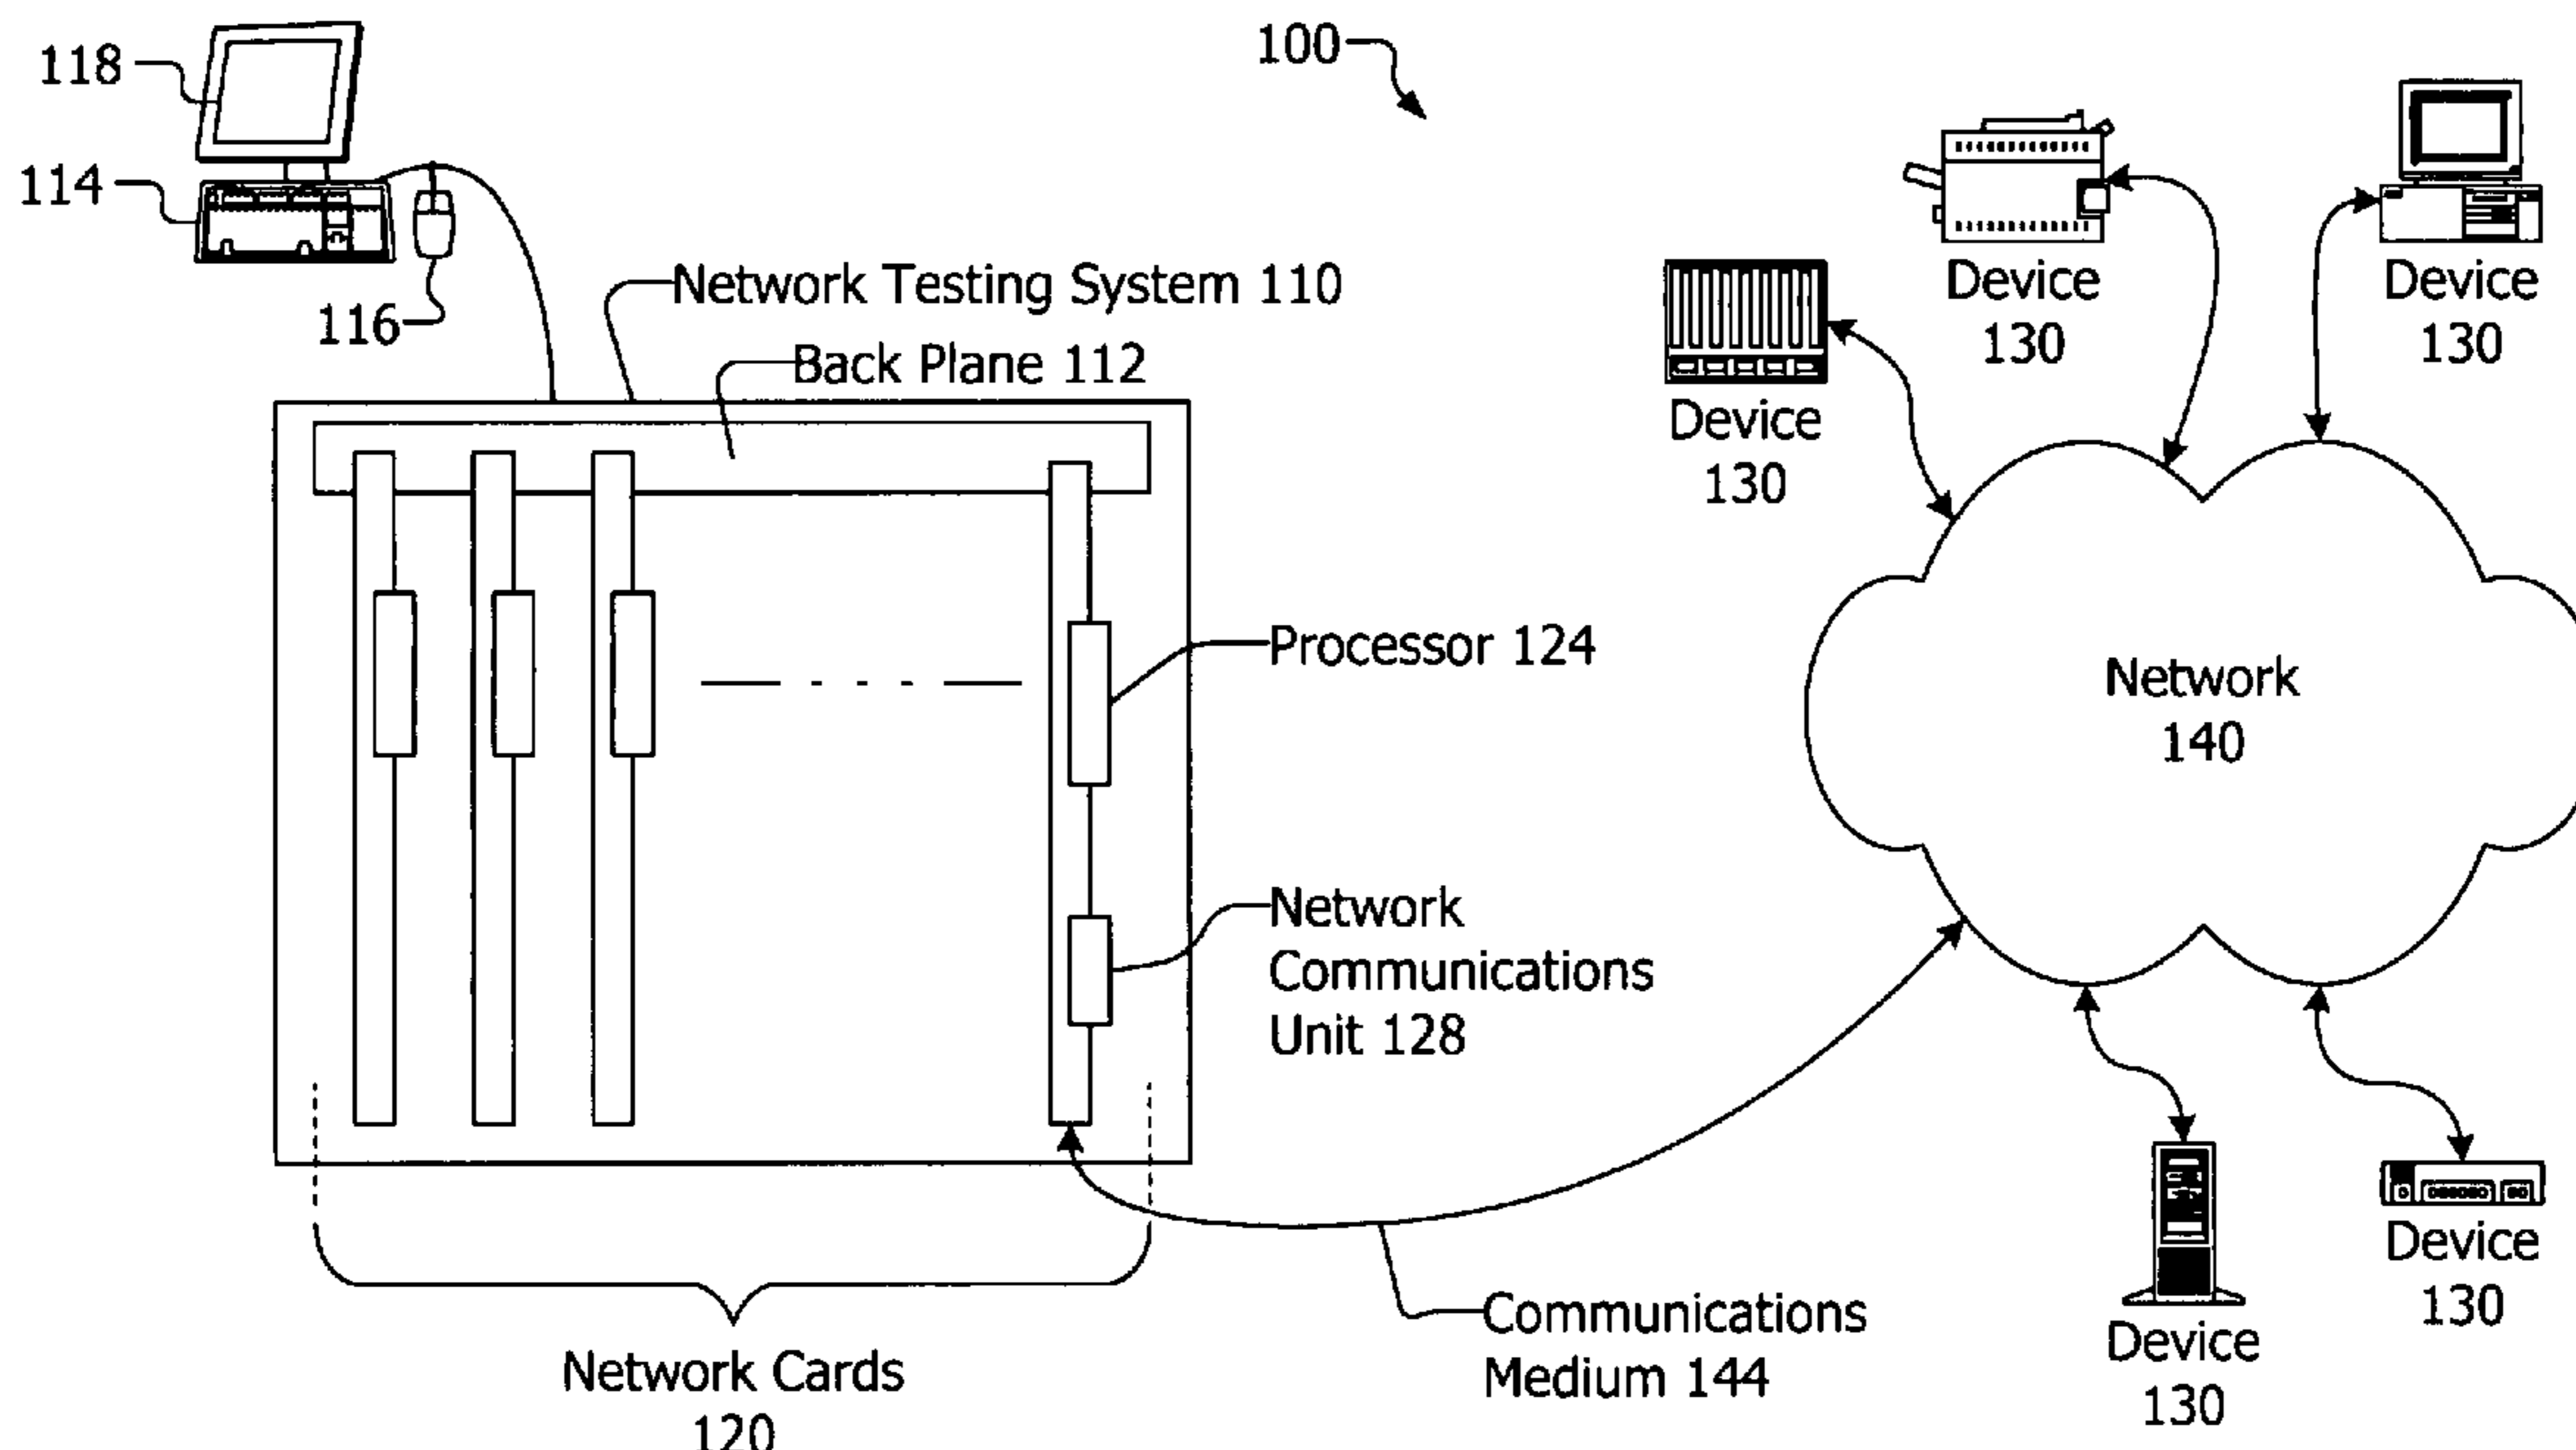 118
114
116
100
Network Testing System 110
Back Plane 112
Device
130
Device
130
Device
130
Processor 124
Network
140
Network
Communications
Unit 128
Communications
Medium 144
Network Cards
120
Device
130
Device
130